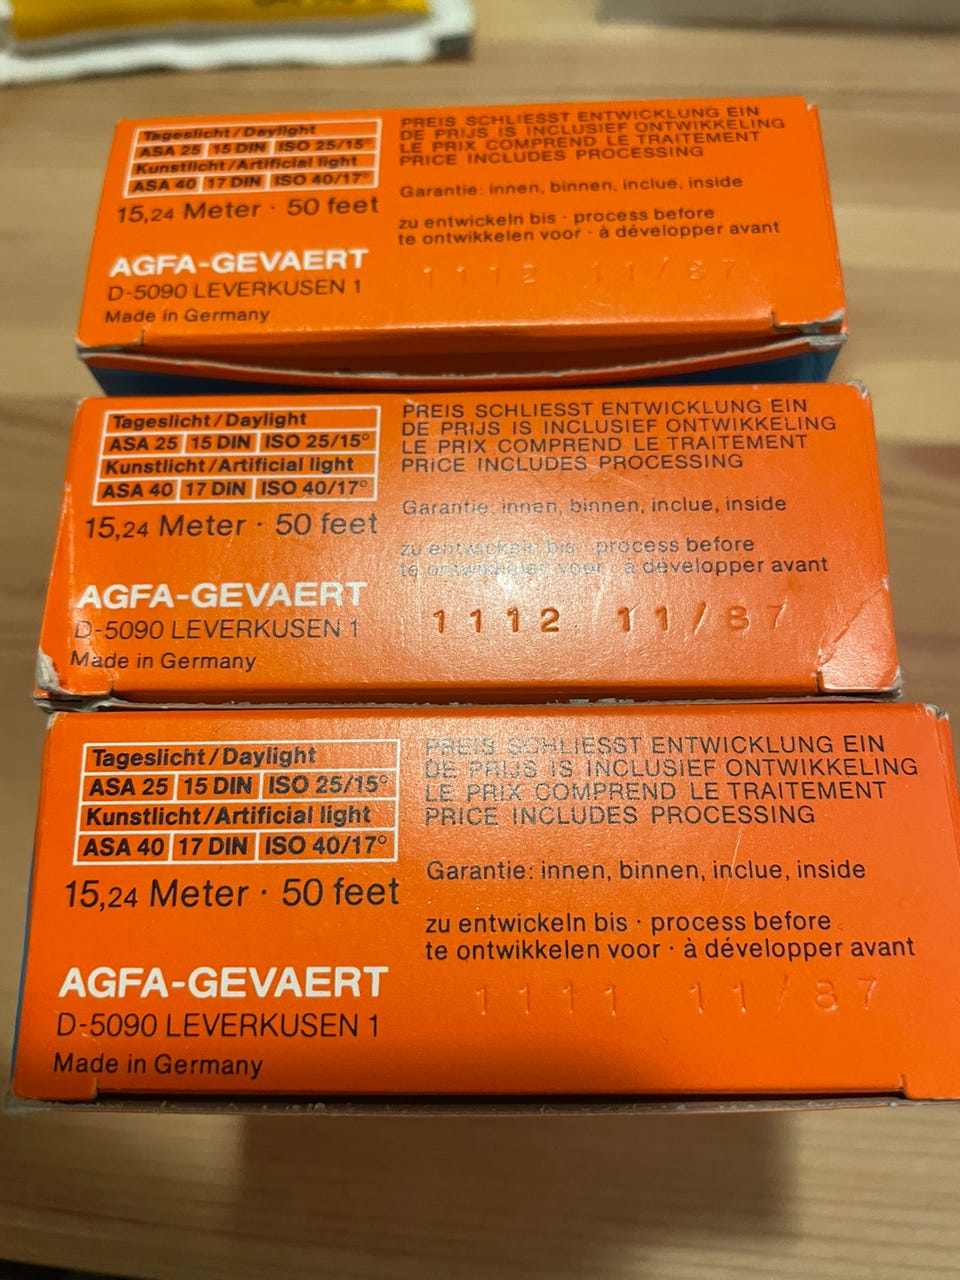 Tageslicht/Daylight
ASA 25 15 DIN ISO 25/15°
Kunstlicht/Artificial light
ASA 40 17 DIN ISO 40/17°
15,24 Meter · 50 feet
AGFA-GEVAERT
D-5090 LEVERKUSEN 1
Made in Germany
PREIS SCHLIESST ENTWICKLUNG EIN
DE PRIJS IS INCLUSIEF ONTWIKKELING
LE PRIX COMPREND LE TRAITEMENT
PRICE INCLUDES PROCESSING
Garantie: innen, binnen, inclue, inside
zu entwickeln bis · process before
te ontwikkelen voor · à développer avant
1112 11/87
Tageslicht/Daylight
ASA 25 15 DIN ISO 25/15°
Kunstlicht/Artificial light
ASA 40 17 DIN ISO 40/17°
15,24 Meter · 50 feet
AGFA-GEVAERT
D-5090 LEVERKUSEN 1
Made in Germany
PREIS SCHLIESST ENTWICKLUNG EIN
DE PRIJS IS INCLUSIEF ONTWIKKELING
LE PRIX COMPREND LE TRAITEMENT
PRICE INCLUDES PROCESSING
Garantie: innen, binnen, inclue, inside
zu entwickeln bis · process before
te ontwikkelen voor · à développer avant
1112 11/87
Tageslicht/Daylight
ASA 25 15 DIN ISO 25/15°
Kunstlicht/Artificial light
ASA 40 17 DIN ISO 40/17°
15,24 Meter · 50 feet
AGFA-GEVAERT
D-5090 LEVERKUSEN 1
Made in Germany
PREIS SCHLIESST ENTWICKLUNG EIN
DE PRIJS IS INCLUSIEF ONTWIKKELING
LE PRIX COMPREND LE TRAITEMENT
PRICE INCLUDES PROCESSING
Garantie: innen, binnen, inclue, inside
zu entwickeln bis · process before
te ontwikkelen voor · à développer avant
1111 11/87